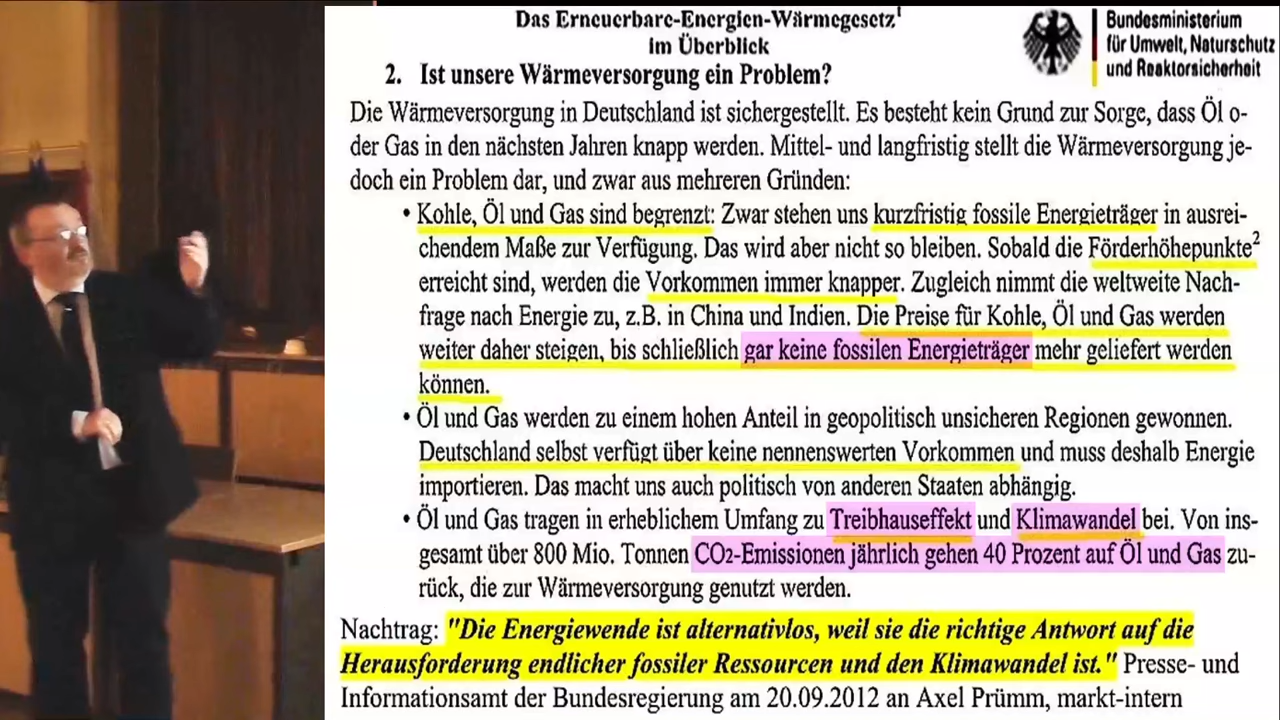 Das Erneuerbare-Energien-Wärmegesetz¹
im Überblick
Bundesministerium
für Umwelt, Naturschutz
und Reaktorsicherheit
2. Ist unsere Wärmeversorgung ein Problem?
Die Wärmeversorgung in Deutschland ist sichergestellt. Es besteht kein Grund zur Sorge, dass Öl o-
der Gas in den nächsten Jahren knapp werden. Mittel- und langfristig stellt die Wärmeversorgung je-
doch ein Problem dar, und zwar aus mehreren Gründen:
• Kohle, Öl und Gas sind begrenzt: Zwar stehen uns kurzfristig fossile Energieträger in ausrei-
chendem Maße zur Verfügung. Das wird aber nicht so bleiben. Sobald die Förderhöhepunkte²
erreicht sind, werden die Vorkommen immer knapper. Zugleich nimmt die weltweite Nach-
frage nach Energie zu, z.B. in China und Indien. Die Preise für Kohle, Öl und Gas werden
weiter daher steigen, bis schließlich gar keine fossilen Energieträger mehr geliefert werden
können.
• Öl und Gas werden zu einem hohen Anteil in geopolitisch unsicheren Regionen gewonnen.
Deutschland selbst verfügt über keine nennenswerten Vorkommen und muss deshalb Energie
importieren. Das macht uns auch politisch von anderen Staaten abhängig.
• Öl und Gas tragen in erheblichem Umfang zu Treibhauseffekt und Klimawandel bei. Von ins-
gesamt über 800 Mio. Tonnen CO2-Emissionen jährlich gehen 40 Prozent auf Öl und Gas zu-
rück, die zur Wärmeversorgung genutzt werden.
Nachtrag: "Die Energiewende ist alternativlos, weil sie die richtige Antwort auf die
Herausforderung endlicher fossiler Ressourcen und den Klimawandel ist." Presse- und
Informationsamt der Bundesregierung am 20.09.2012 an Axel Prümm, markt-intern